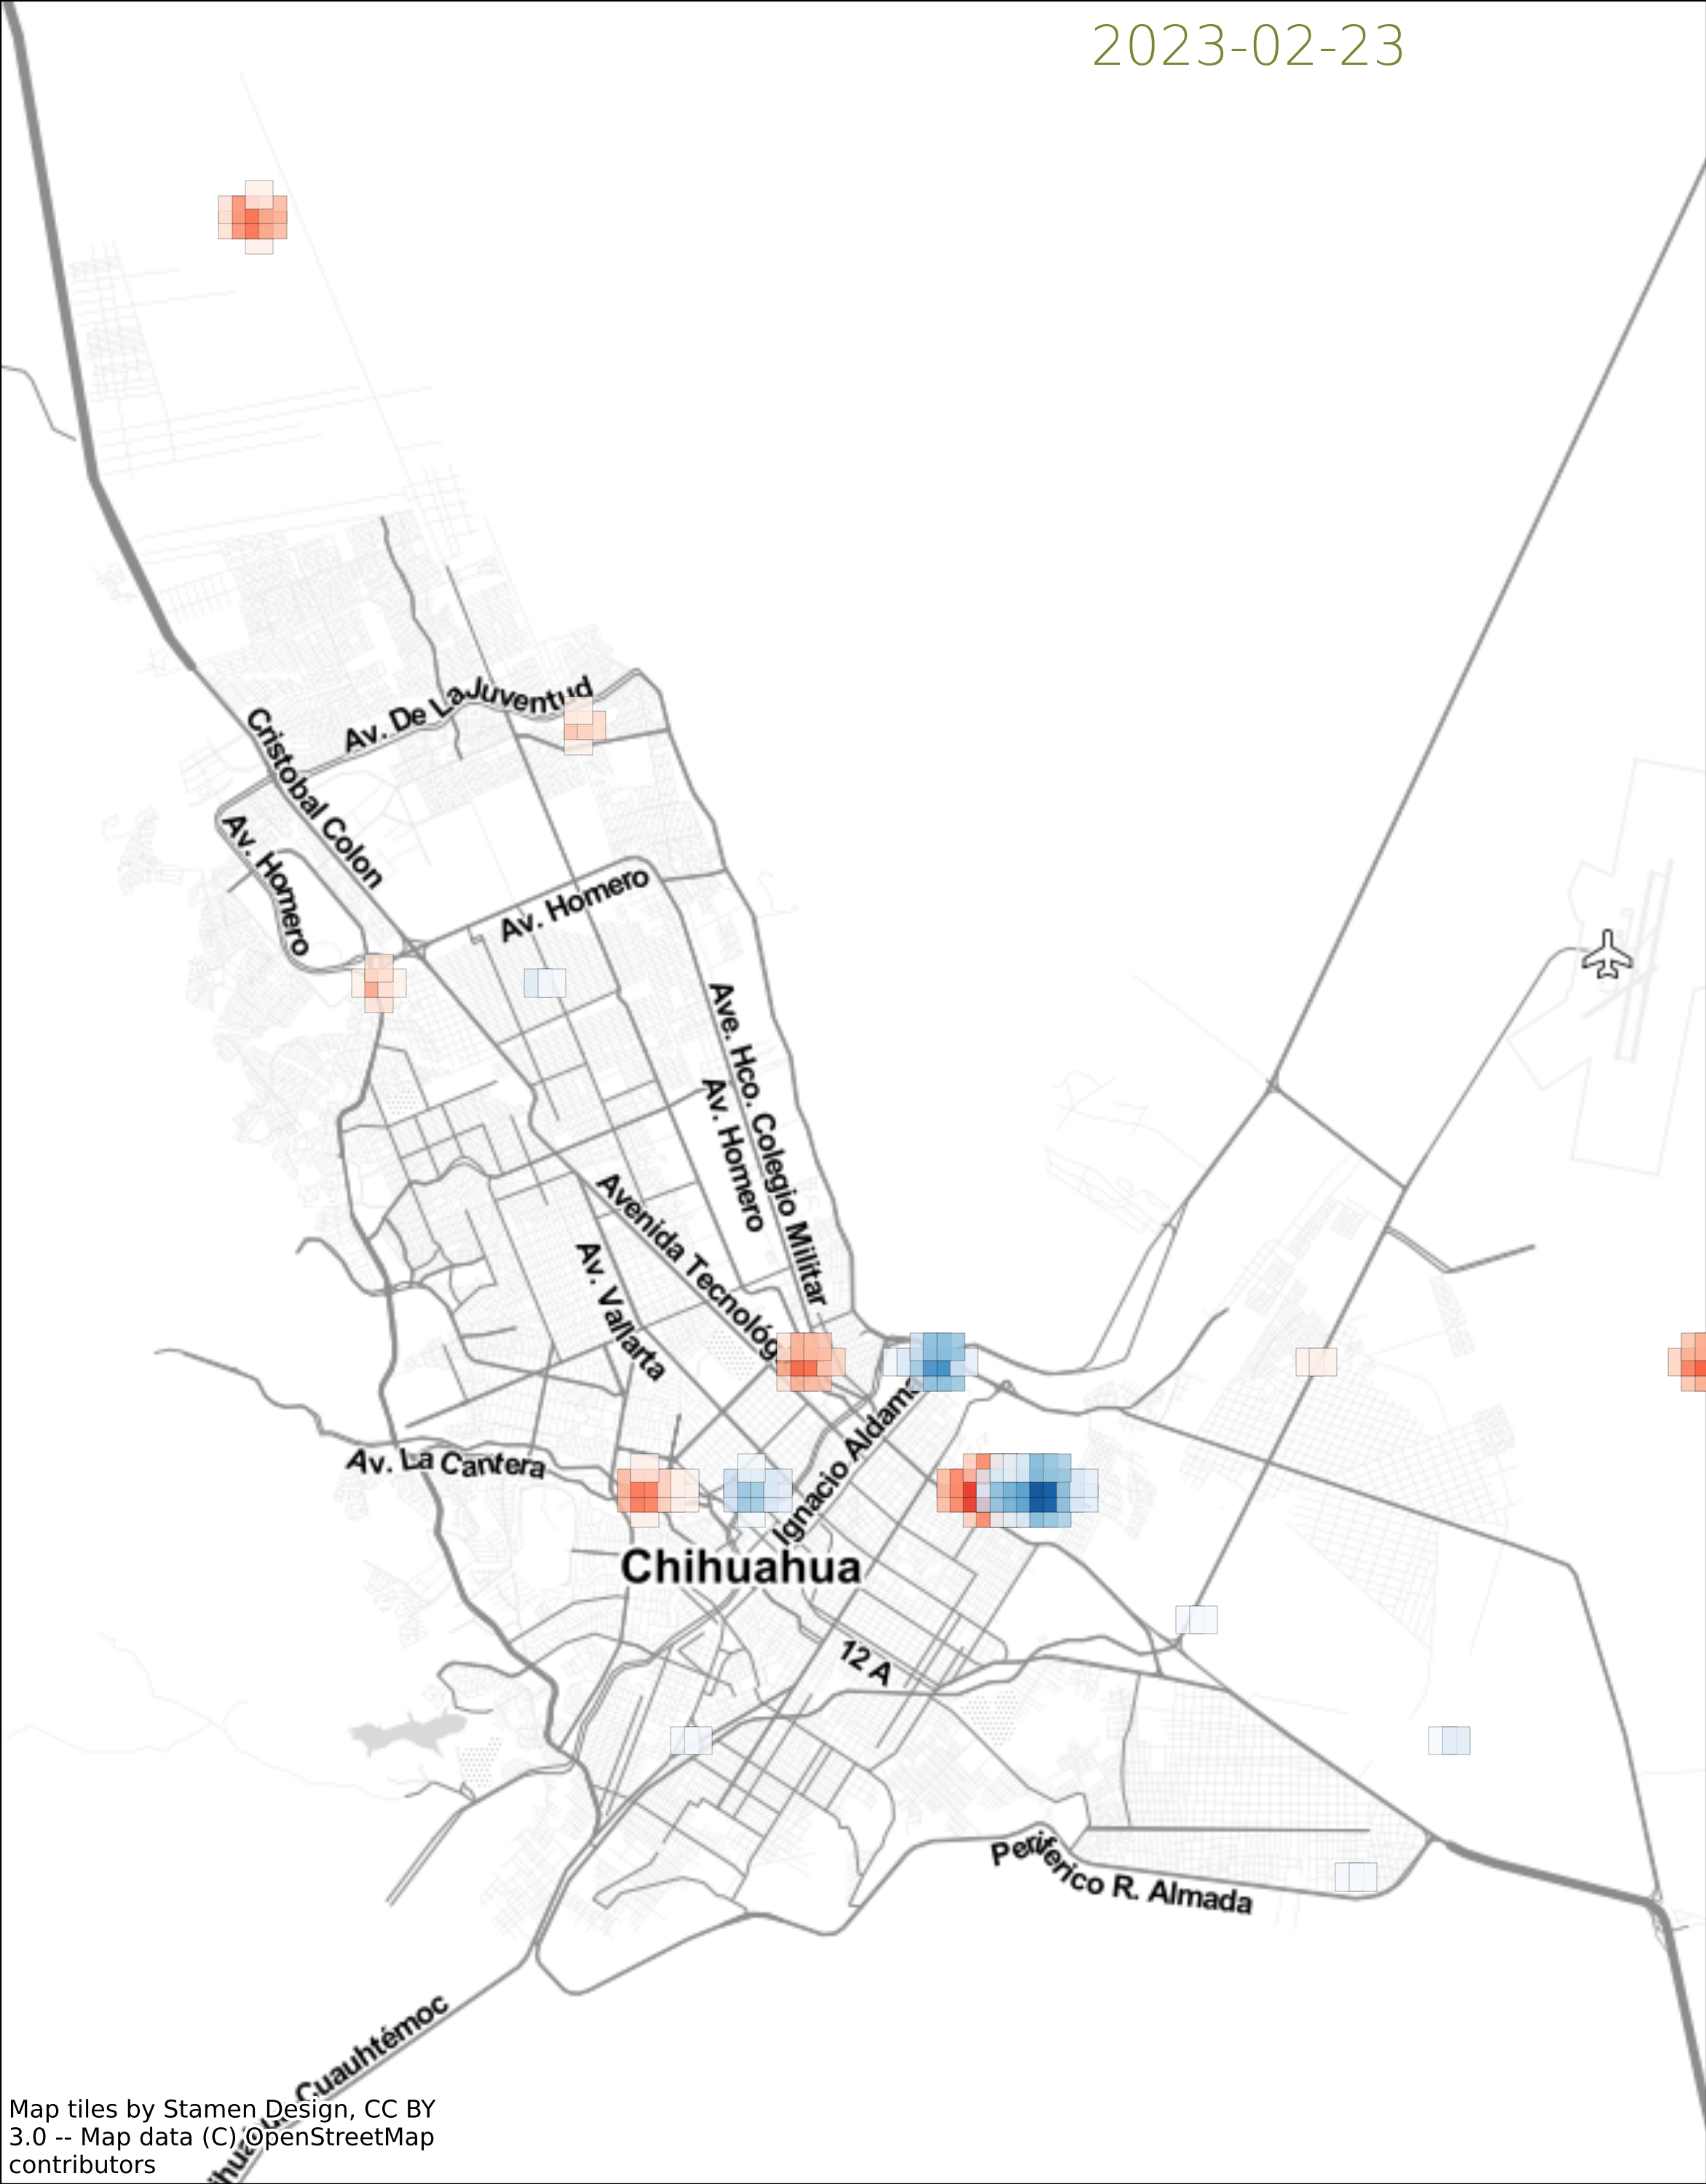 2023-02-23
Av. De La Juventud
Cristobal Colon
Av. Homero
Av. Homero
Ave. Hco. Colegio Militar
Av. Homero
Avenida Tecnológ
Av. Vallarta
Ignacio Aldama
Av. La Cantera
Chihuahua
12 A
Periferico R. Almada
Cuauhtémoc
Map tiles by Stamen Design, CC BY
3.0 -- Map data (C) OpenStreetMap
contributors